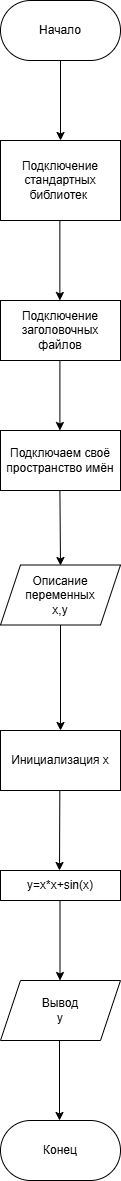 Начало
Подключение
стандартных
библиотек
Подключение
заголовочных
файлов
Подключаем своё
пространство имён
Описание
переменных
x,y
Инициализация x
y=x*x+sin(x)
Вывод
y
Конец